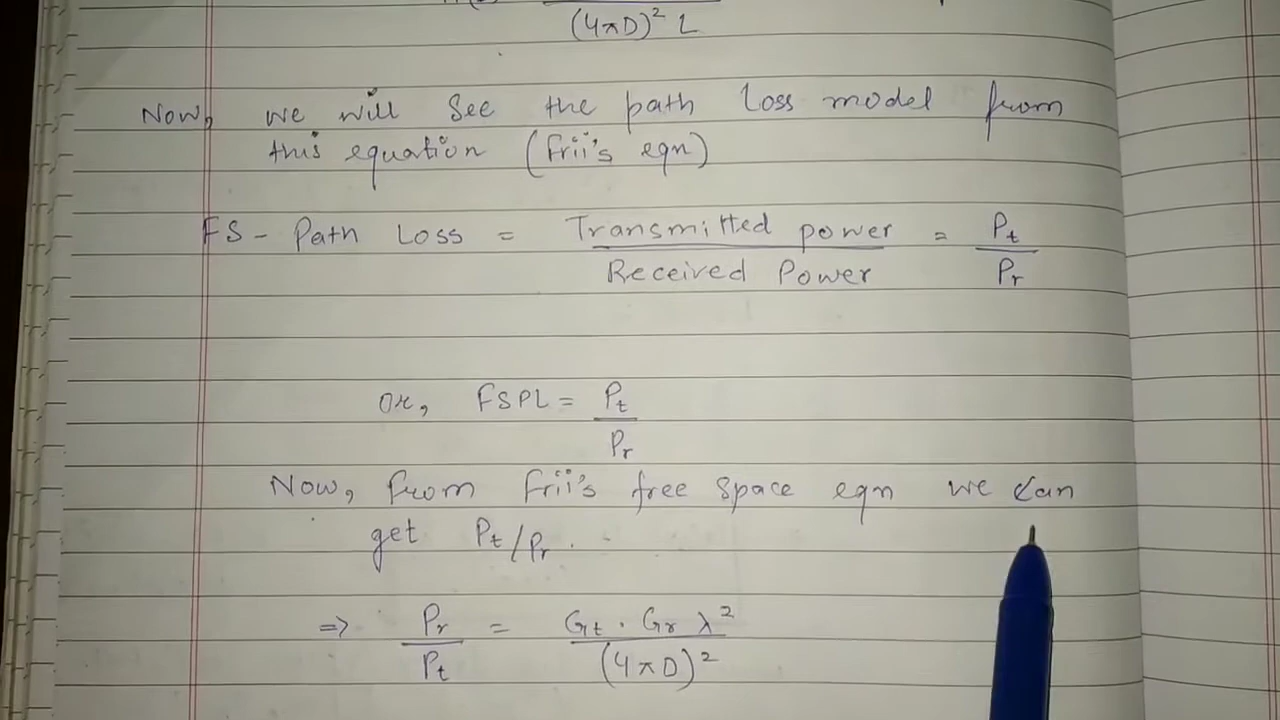 (4πD)² L
Now, we will see the path Loss model from
this equation (Frii's eqn)
FS - Path Loss = Transmitted power / Received Power = Pt / Pr
or, FSPL = Pt / Pr
Now, from Frii's free space eqn we can
get Pt/Pr.
=> Pr / Pt = Gt . Gr λ² / (4πD)²